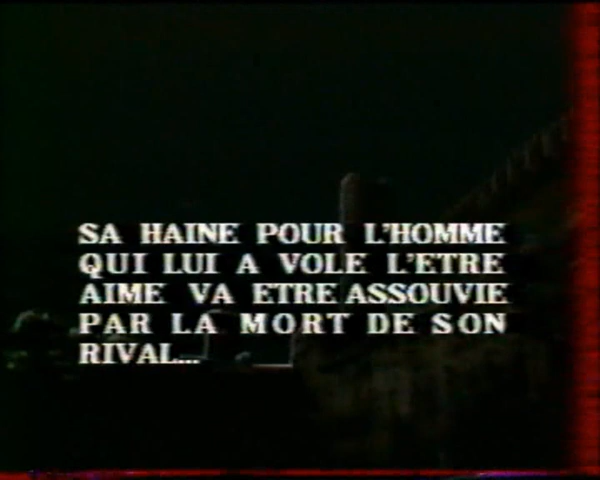 SA HAINE POUR L'HOMME
QUI LUI A VOLE L'ETRE
AIME VA ETRE ASSOUVIE
PAR LA MORT DE SON
RIVAL...